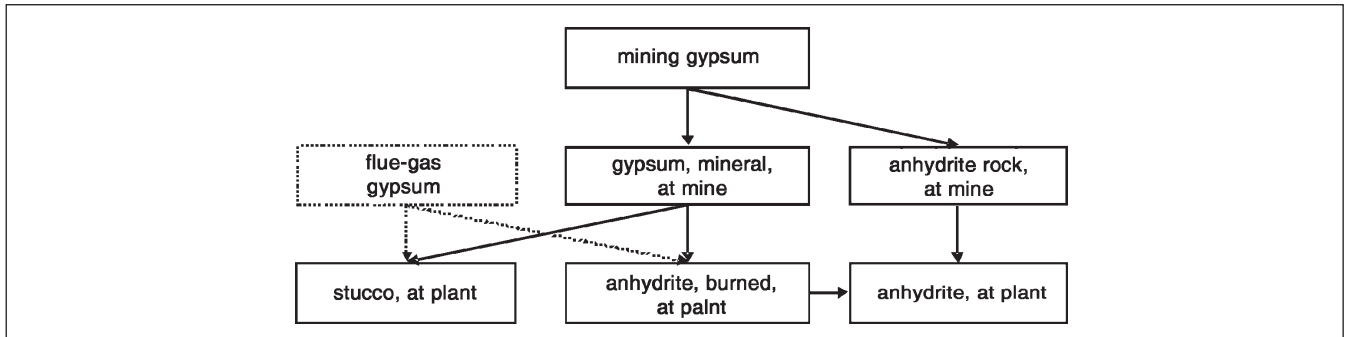 mining gypsum
flue-gas
gypsum
gypsum, mineral,
at mine
anhydrite rock,
at mine
stucco, at plant
anhydrite, burned,
at palnt
anhydrite, at plant